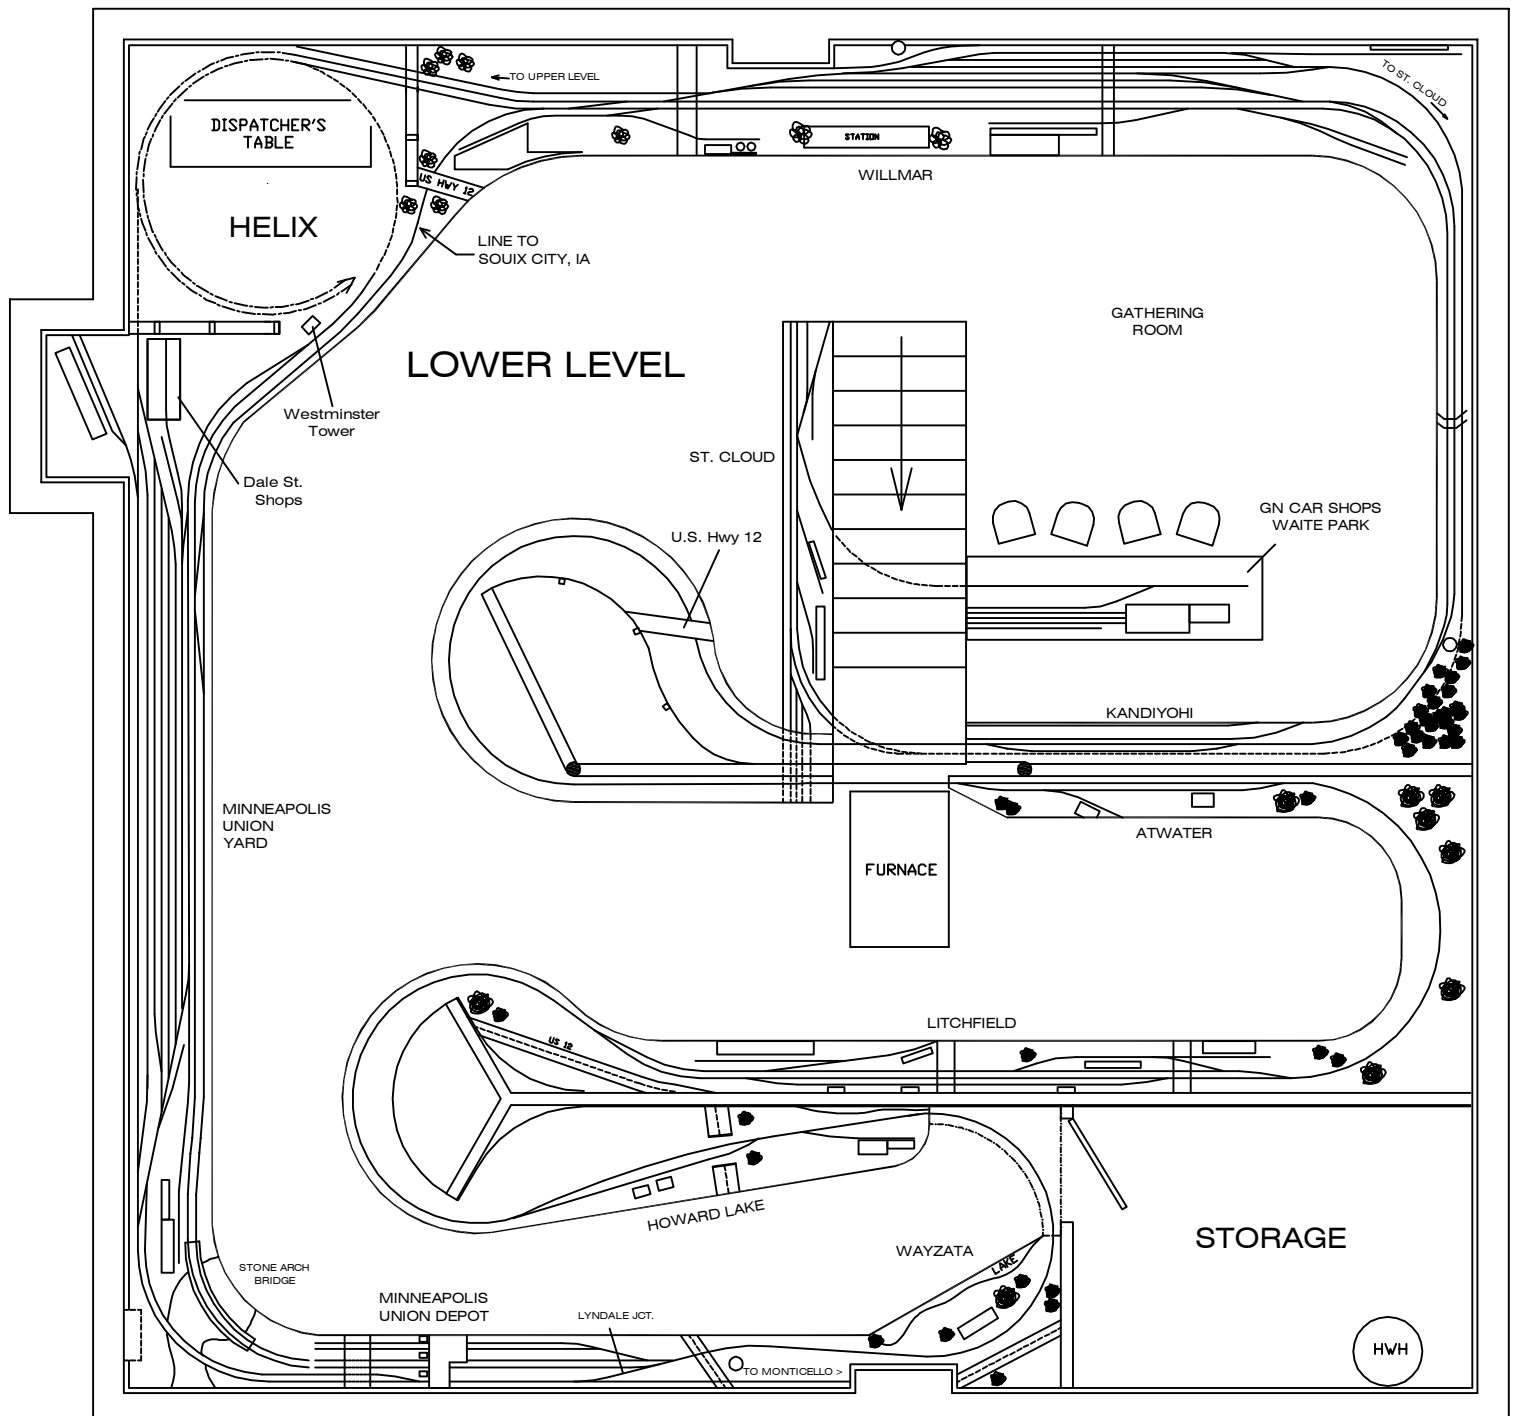 TO UPPER LEVEL
TO ST. CLOUD
DISPATCHER'S
TABLE
STATION
US HWY 12
WILLMAR
HELIX
LINE TO
SOUIX CITY, IA
GATHERING
ROOM
LOWER LEVEL
Westminster
Tower
ST. CLOUD
Dale St.
Shops
GN CAR SHOPS
WAITE PARK
U.S. Hwy 12
KANDIYOHI
MINNEAPOLIS
UNION
YARD
ATWATER
FURNACE
LITCHFIELD
US 12
HOWARD LAKE
STORAGE
WAYZATA
LAKE
STONE ARCH
BRIDGE
MINNEAPOLIS
UNION DEPOT
LYNDALE JCT.
HWH
TO MONTICELLO >